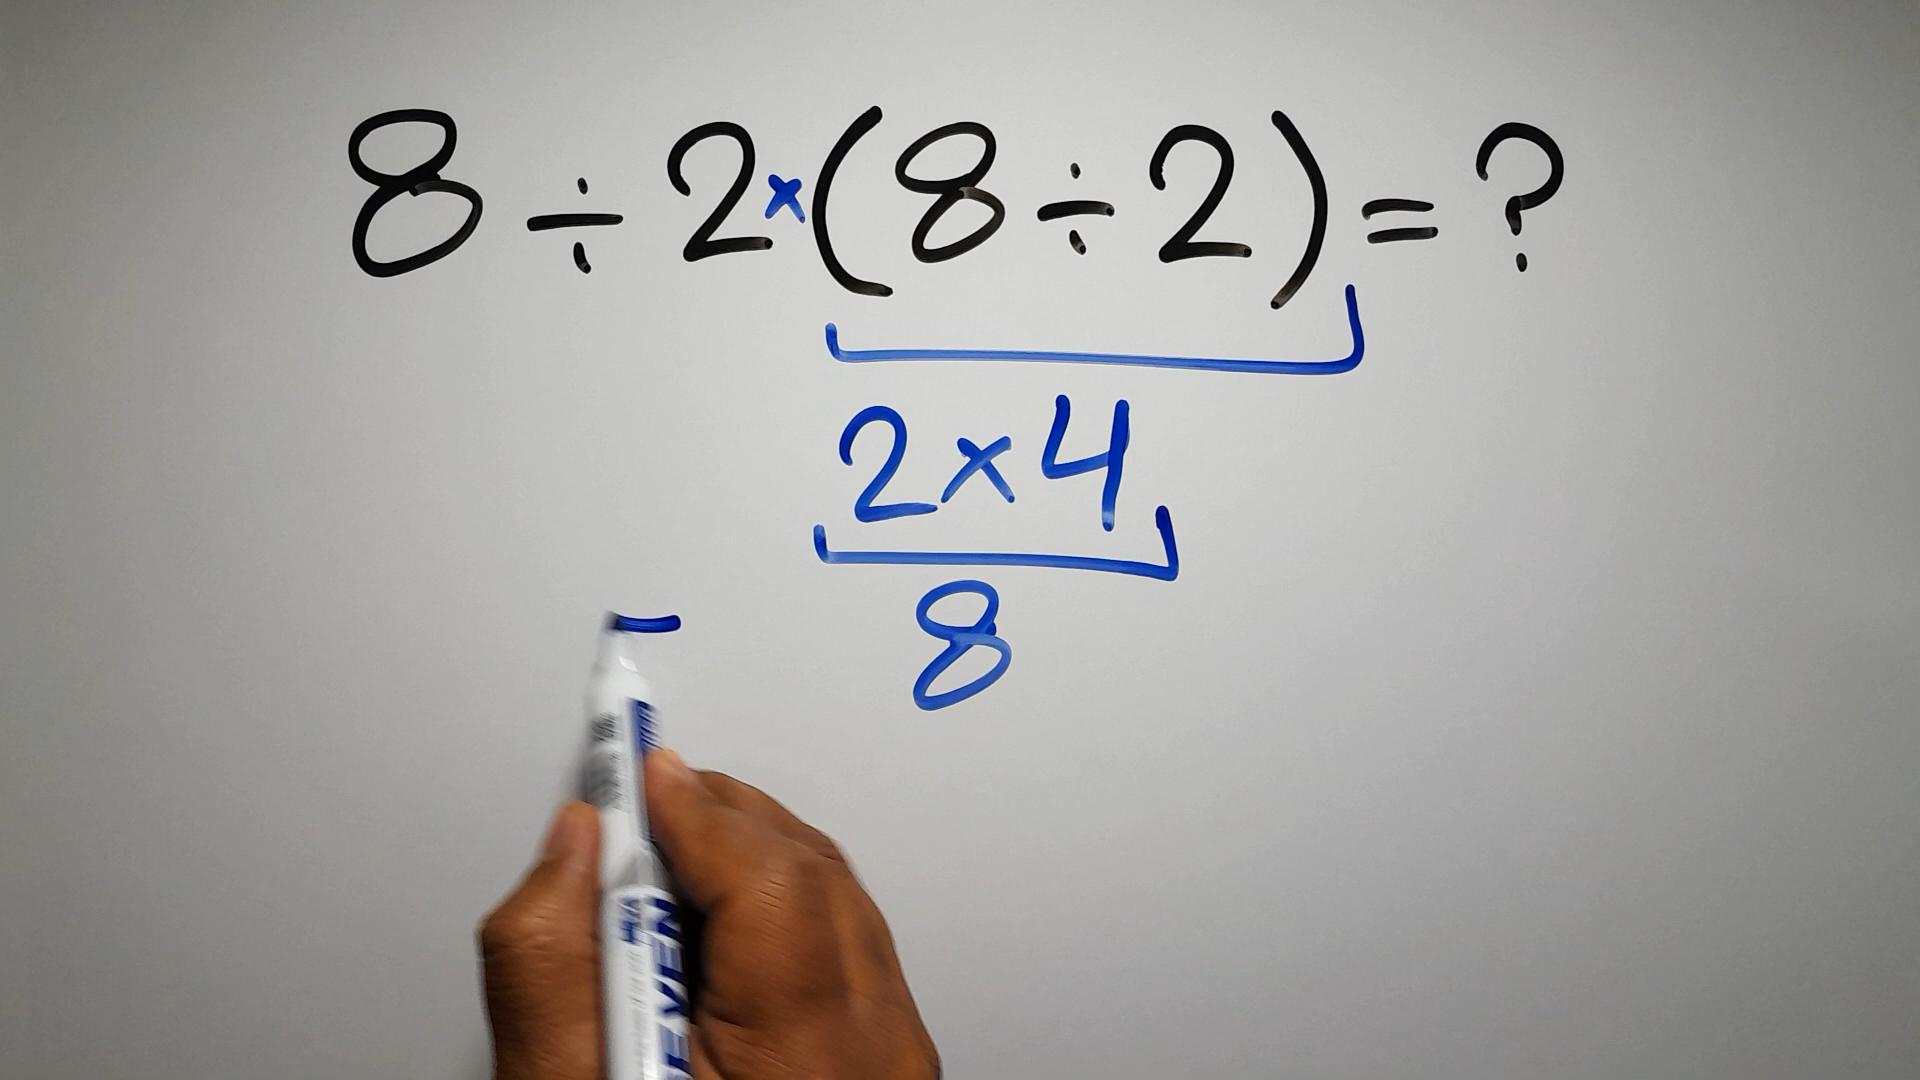 8 ÷ 2×(8 ÷ 2) = ?
2×4
8